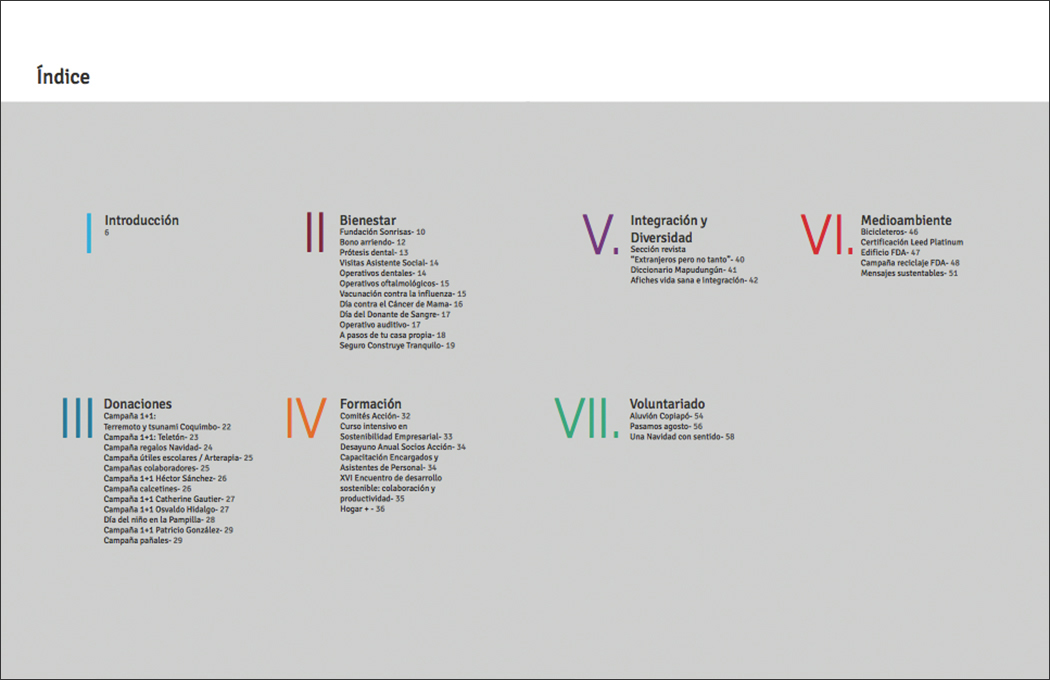 Índice
I
Introducción
6
II
Bienestar
Fundación Sonrisas- 10
Bono arriendo- 12
Prótesis dental- 13
Visitas Asistente Social- 14
Operativos dentales- 14
Operativos oftalmológicos- 15
Vacunación contra la influenza- 15
Día contra el Cáncer de Mama- 16
Día del Donante de Sangre- 17
Operativo auditivo- 17
A pasos de tu casa propia- 18
Seguro Construye Tranquilo- 19
III
Donaciones
Campaña 1+1:
Terremoto y tsunami Coquimbo- 22
Campaña 1+1: Teletón- 23
Campaña regalos Navidad- 24
Campaña útiles escolares / Arterapia- 25
Campañas colaboradores- 25
Campaña 1+1 Héctor Sánchez- 26
Campaña calcetines- 26
Campaña 1+1 Catherine Gautier- 27
Campaña 1+1 Osvaldo Hidalgo- 27
Día del niño en la Pampilla- 28
Campaña 1+1 Patricio González- 29
Campaña pañales- 29
IV
Formación
Comités Acción- 32
Curso intensivo en
Sostenibilidad Empresarial- 33
Desayuno Anual Socios Acción- 34
Capacitación Encargados y
Asistentes de Personal- 34
XVI Encuentro de desarrollo
sostenible: colaboración y
productividad- 35
Hogar + - 36
V.
Integración y
Diversidad
Sección revista
"Extranjeros pero no tanto"- 40
Diccionario Mapudungún- 41
Afiches vida sana e integración- 42
VI.
Medioambiente
Bicicleteros- 46
Certificación Leed Platinum
Edificio FDA- 47
Campaña reciclaje FDA- 48
Mensajes sustentables- 51
VII.
Voluntariado
Aluvión Copiapó- 54
Pasamos agosto- 56
Una Navidad con sentido- 58